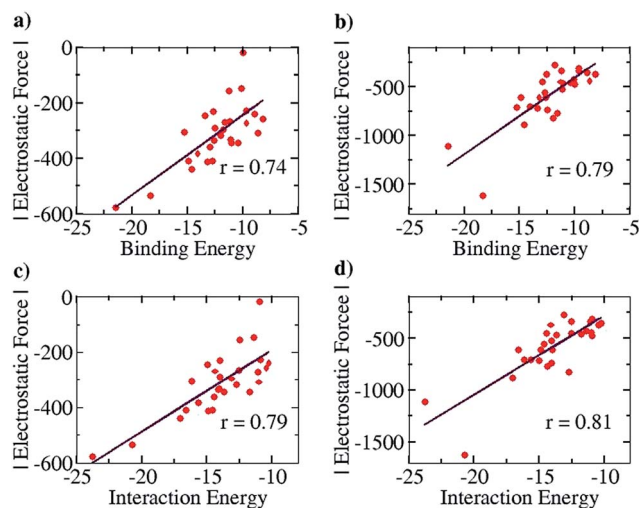 a)
| Electrostatic Force |
0
-200
-400
-600
r = 0.74
-25 -20 -15 -10 -5
Binding Energy
b)
| Electrostatic Force |
-500
-1000
-1500
r = 0.79
-25 -20 -15 -10 -5
Binding Energy
c)
| Electrostatic Force |
0
-200
-400
-600
r = 0.79
-25 -20 -15 -10
Interaction Energy
d)
| Electrostatic Forcee |
-500
-1000
-1500
r = 0.81
-25 -20 -15 -10
Interaction Energy